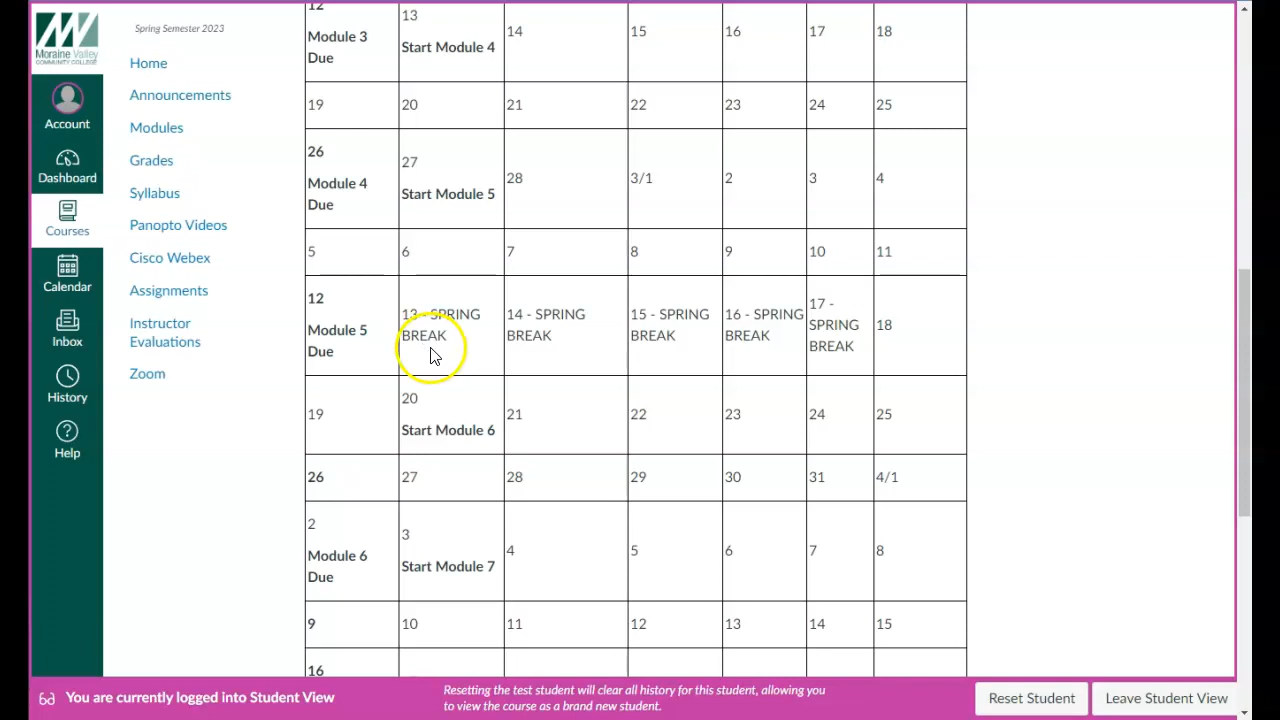 Moraine Valley
COMMUNITY COLLEGE
Account
Dashboard
Courses
Calendar
Inbox
History
Help
Spring Semester 2023
Home
Announcements
Modules
Grades
Syllabus
Panopto Videos
Cisco Webex
Assignments
Instructor
Evaluations
Zoom
12
Module 3
Due
13
Start Module 4
14
15
16
17
18
19
20
21
22
23
24
25
26
Module 4
Due
27
Start Module 5
28
3/1
2
3
4
5
6
7
8
9
10
11
12
Module 5
Due
13 - SPRING
BREAK
14 - SPRING
BREAK
15 - SPRING
BREAK
16 - SPRING
BREAK
17 -
SPRING
BREAK
18
19
20
Start Module 6
21
22
23
24
25
26
27
28
29
30
31
4/1
2
Module 6
Due
3
Start Module 7
4
5
6
7
8
9
10
11
12
13
14
15
16
You are currently logged into Student View
Resetting the test student will clear all history for this student, allowing you
to view the course as a brand new student.
Reset Student
Leave Student View